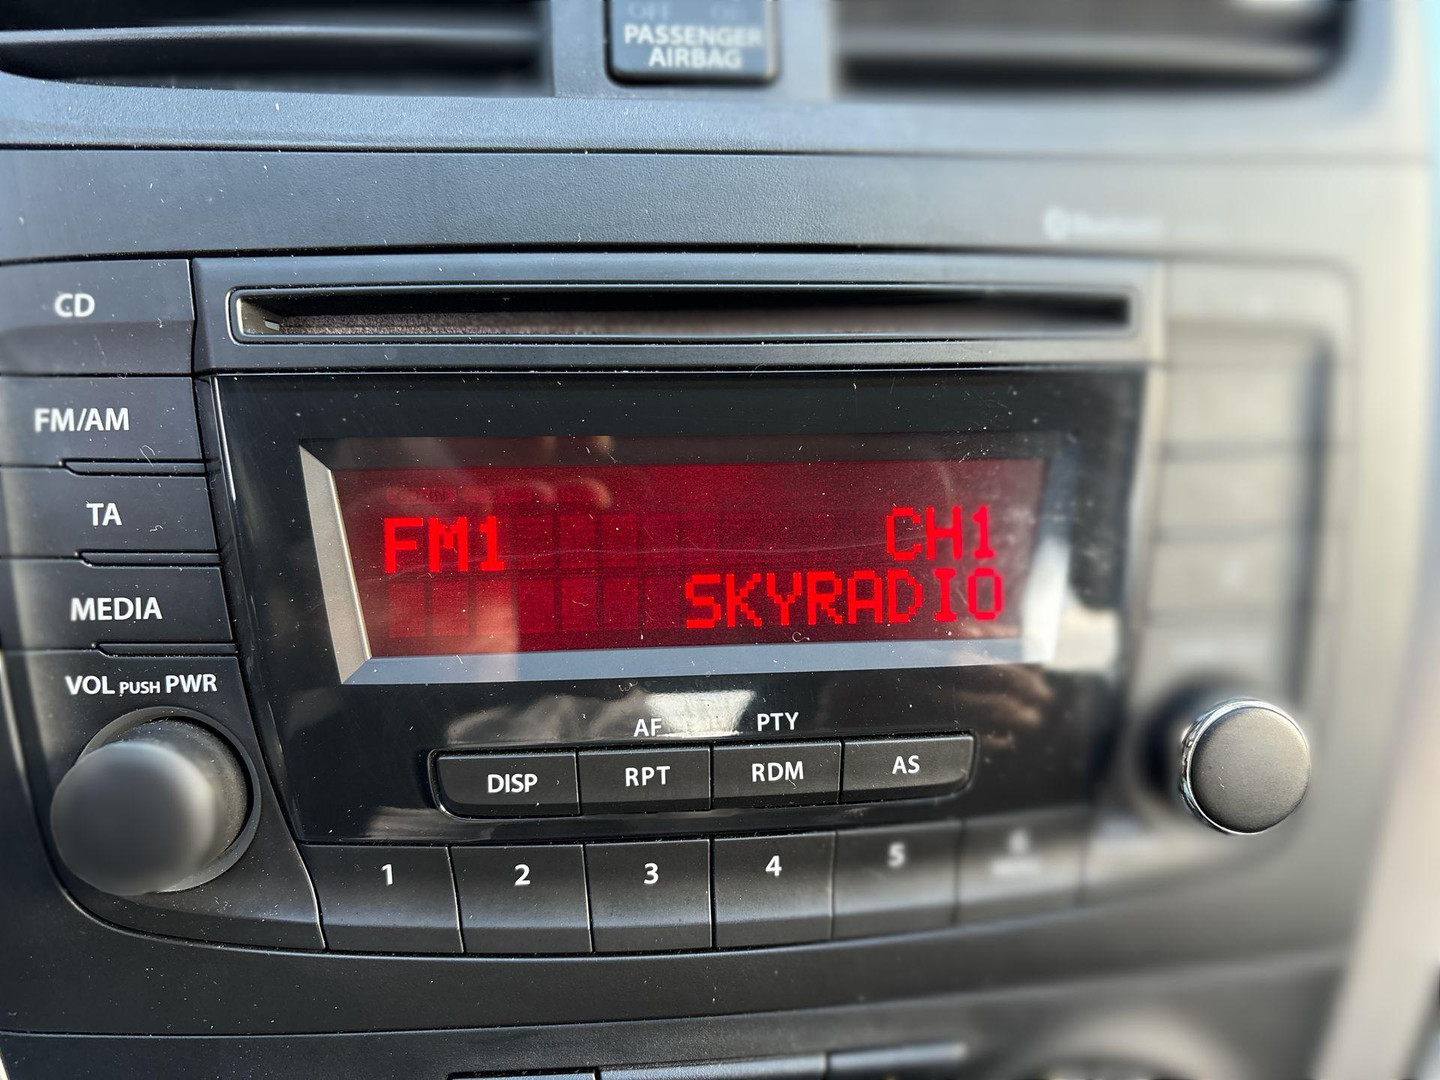 PASSENGER
AIRBAG
CD
FM/AM
TA
MEDIA
VOL PUSH PWR
FM1 CH1
SKYRADIO
AF PTY
DISP RPT RDM AS
1 2 3 4 5